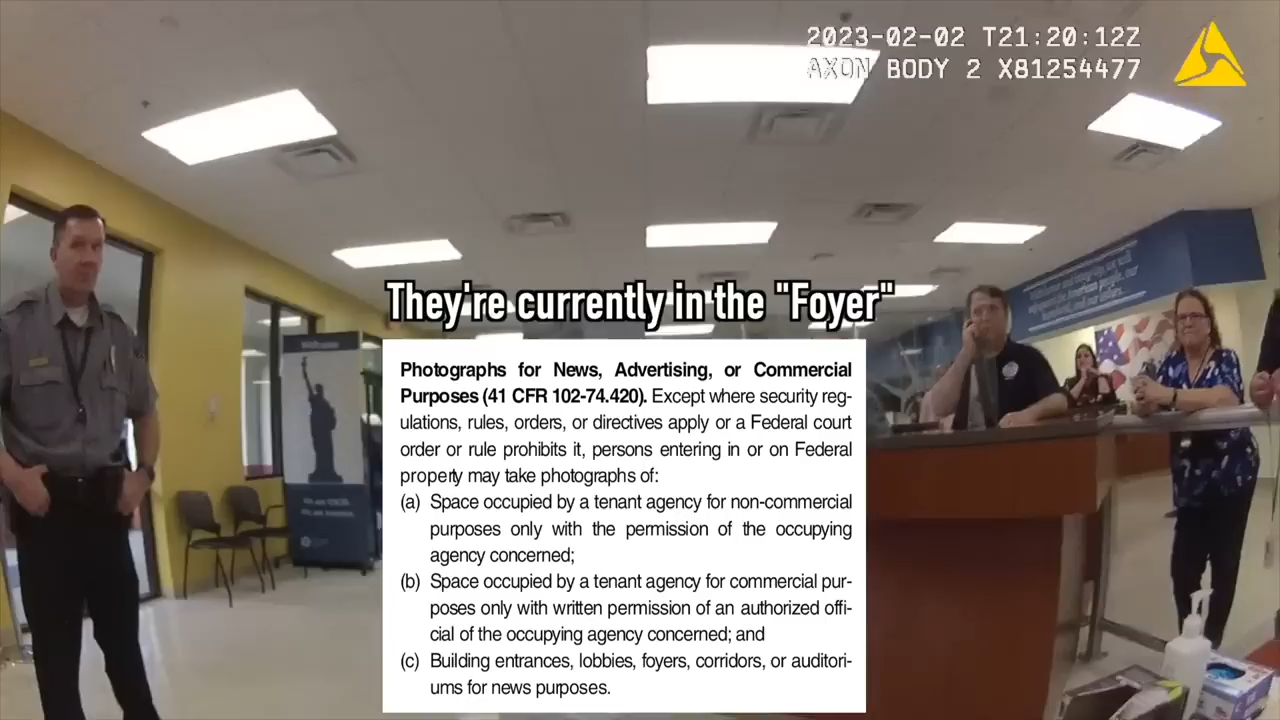 2023-02-02 T21:20:12Z
AXON BODY 2 X81254477
Welcome
They're currently in the "Foyer"
Photographs for News, Advertising, or Commercial
Purposes (41 CFR 102-74.420). Except where security reg-
ulations, rules, orders, or directives apply or a Federal court
order or rule prohibits it, persons entering in or on Federal
property may take photographs of:
(a) Space occupied by a tenant agency for non-commercial
purposes only with the permission of the occupying
agency concerned;
(b) Space occupied by a tenant agency for commercial pur-
poses only with written permission of an authorized offi-
cial of the occupying agency concerned; and
(c) Building entrances, lobbies, foyers, corridors, or auditori-
ums for news purposes.